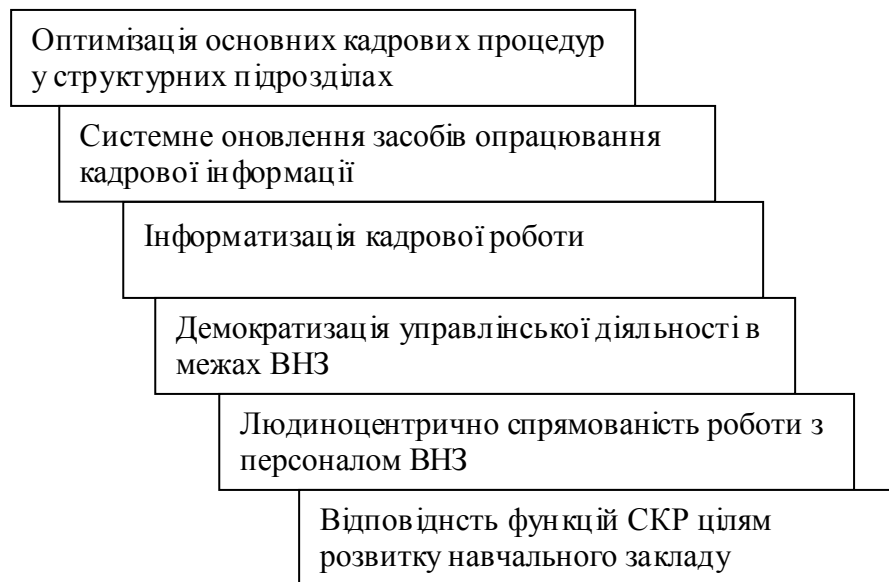 Оптимізація основних кадрових процедур
у структурних підрозділах
Системне оновлення засобів опрацювання
кадрової інформації
Інформатизація кадрової роботи
Демократизація управлінської діяльності в
межах ВНЗ
Людиноцентрично спрямованість роботи з
персоналом ВНЗ
Відповіднсть функцій СКР цілям
розвитку навчального закладу